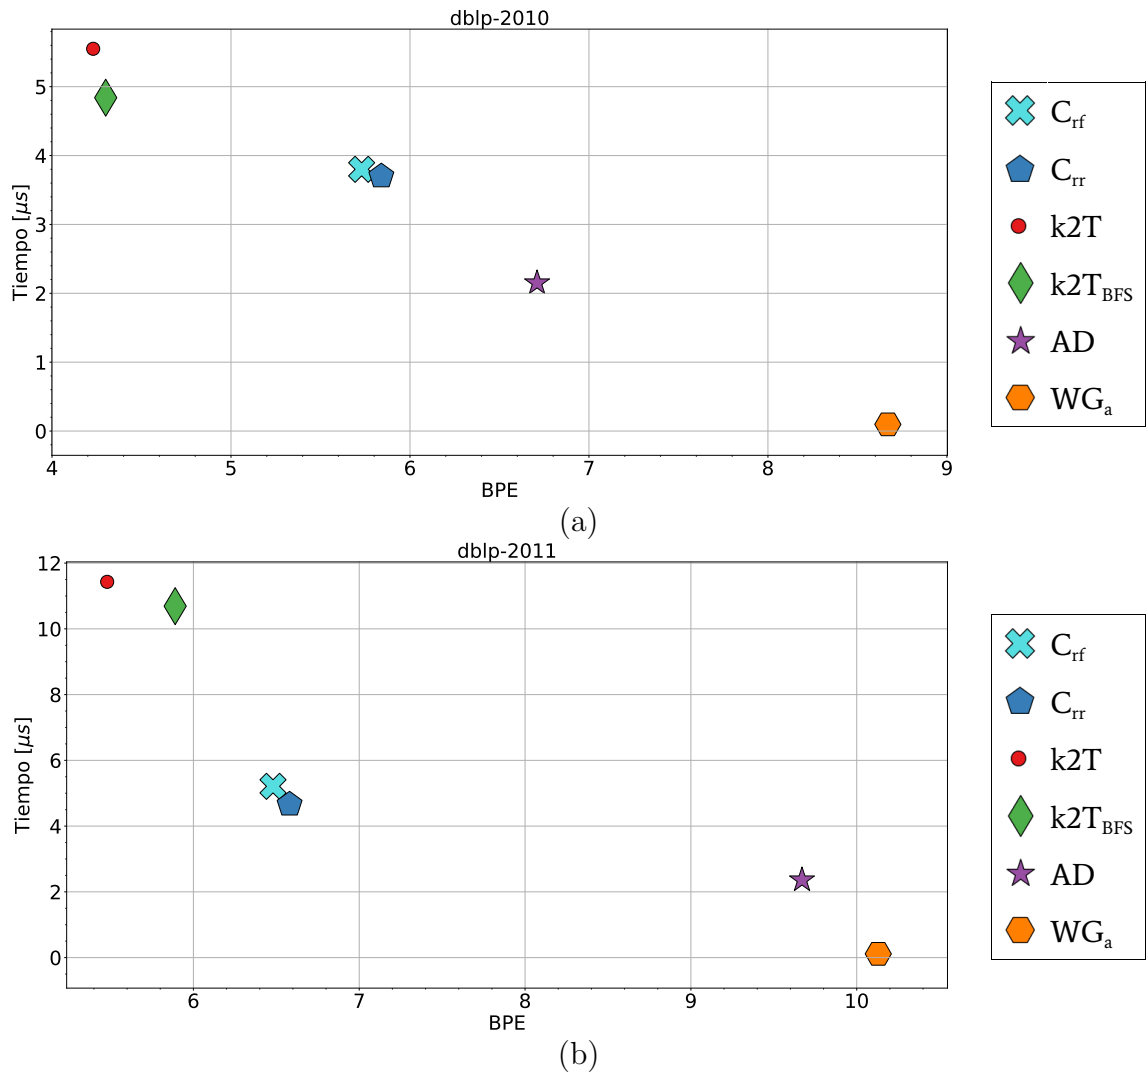 dblp-2010
Tiempo [μs]
5
4
3
2
1
0
4 5 6 7 8 9
BPE
C_rf
C_rr
k2T
k2T_BFS
AD
WG_a
(a)
dblp-2011
Tiempo [μs]
12
10
8
6
4
2
0
6 7 8 9 10
BPE
C_rf
C_rr
k2T
k2T_BFS
AD
WG_a
(b)